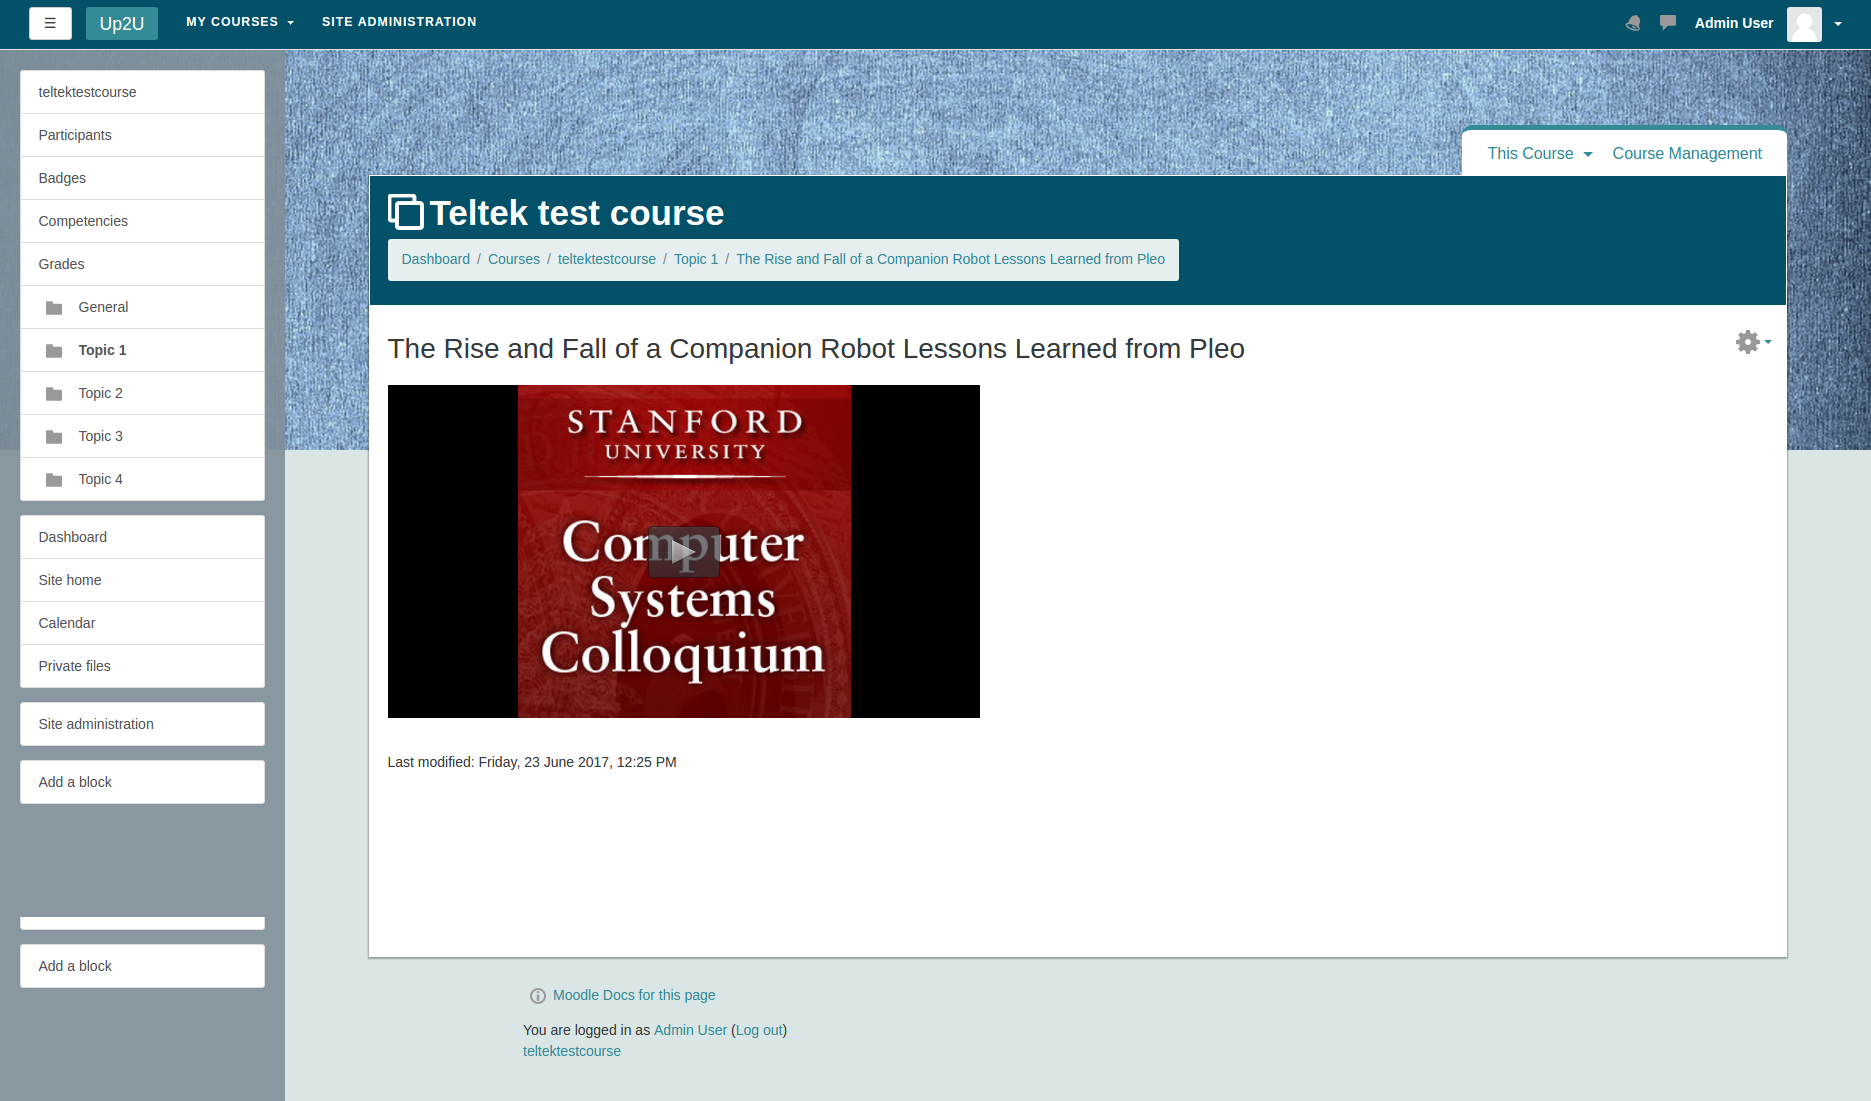 ☰ Up2U MY COURSES SITE ADMINISTRATION Admin User
teltektestcourse
Participants
Badges
Competencies
Grades
General
Topic 1
Topic 2
Topic 3
Topic 4
Dashboard
Site home
Calendar
Private files
Site administration
Add a block
Add a block
This Course Course Management
Teltek test course
Dashboard / Courses / teltektestcourse / Topic 1 / The Rise and Fall of a Companion Robot Lessons Learned from Pleo
The Rise and Fall of a Companion Robot Lessons Learned from Pleo
STANFORD
UNIVERSITY
Computer
Systems
Colloquium
Last modified: Friday, 23 June 2017, 12:25 PM
Moodle Docs for this page
You are logged in as Admin User (Log out)
teltektestcourse